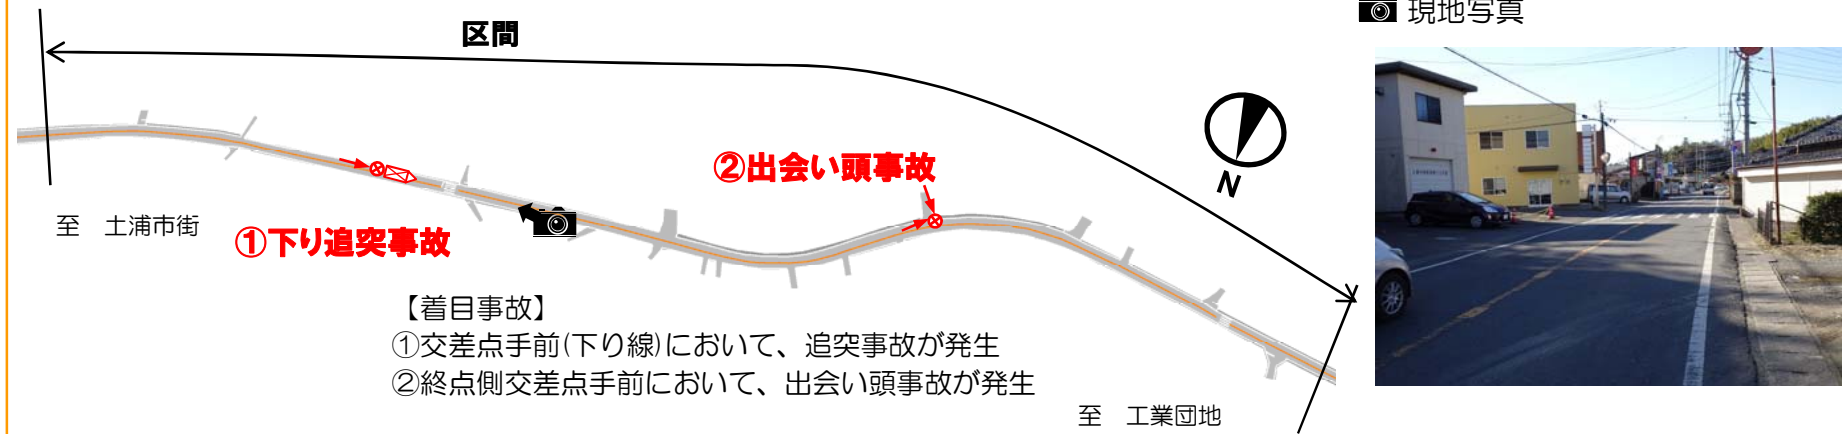 区間
現地写真
②出会い頭事故
N
至 土浦市街
①下り追突事故
【着目事故】
①交差点手前(下り線)において、追突事故が発生
②終点側交差点手前において、出会い頭事故が発生
至 工業団地